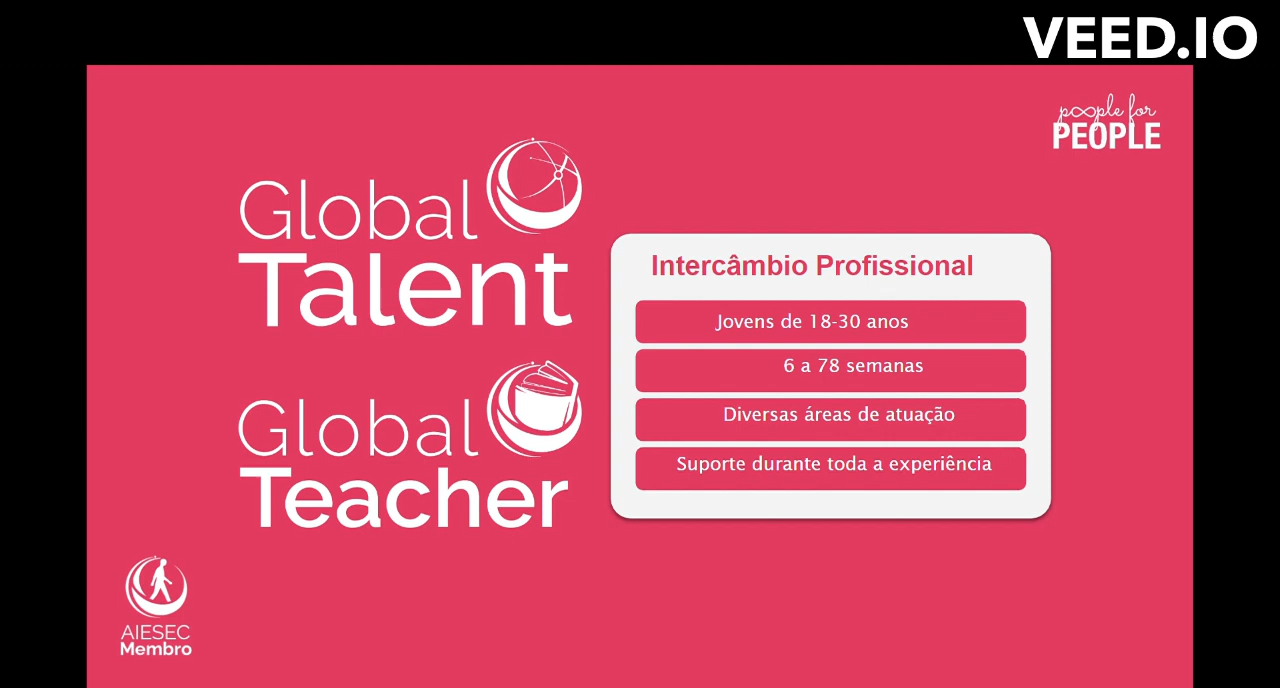 VEED.IO
people for
PEOPLE
Global
Talent
Global
Teacher
Intercâmbio Profissional
Jovens de 18-30 anos
6 a 78 semanas
Diversas áreas de atuação
Suporte durante toda a experiência
AIESEC
Membro